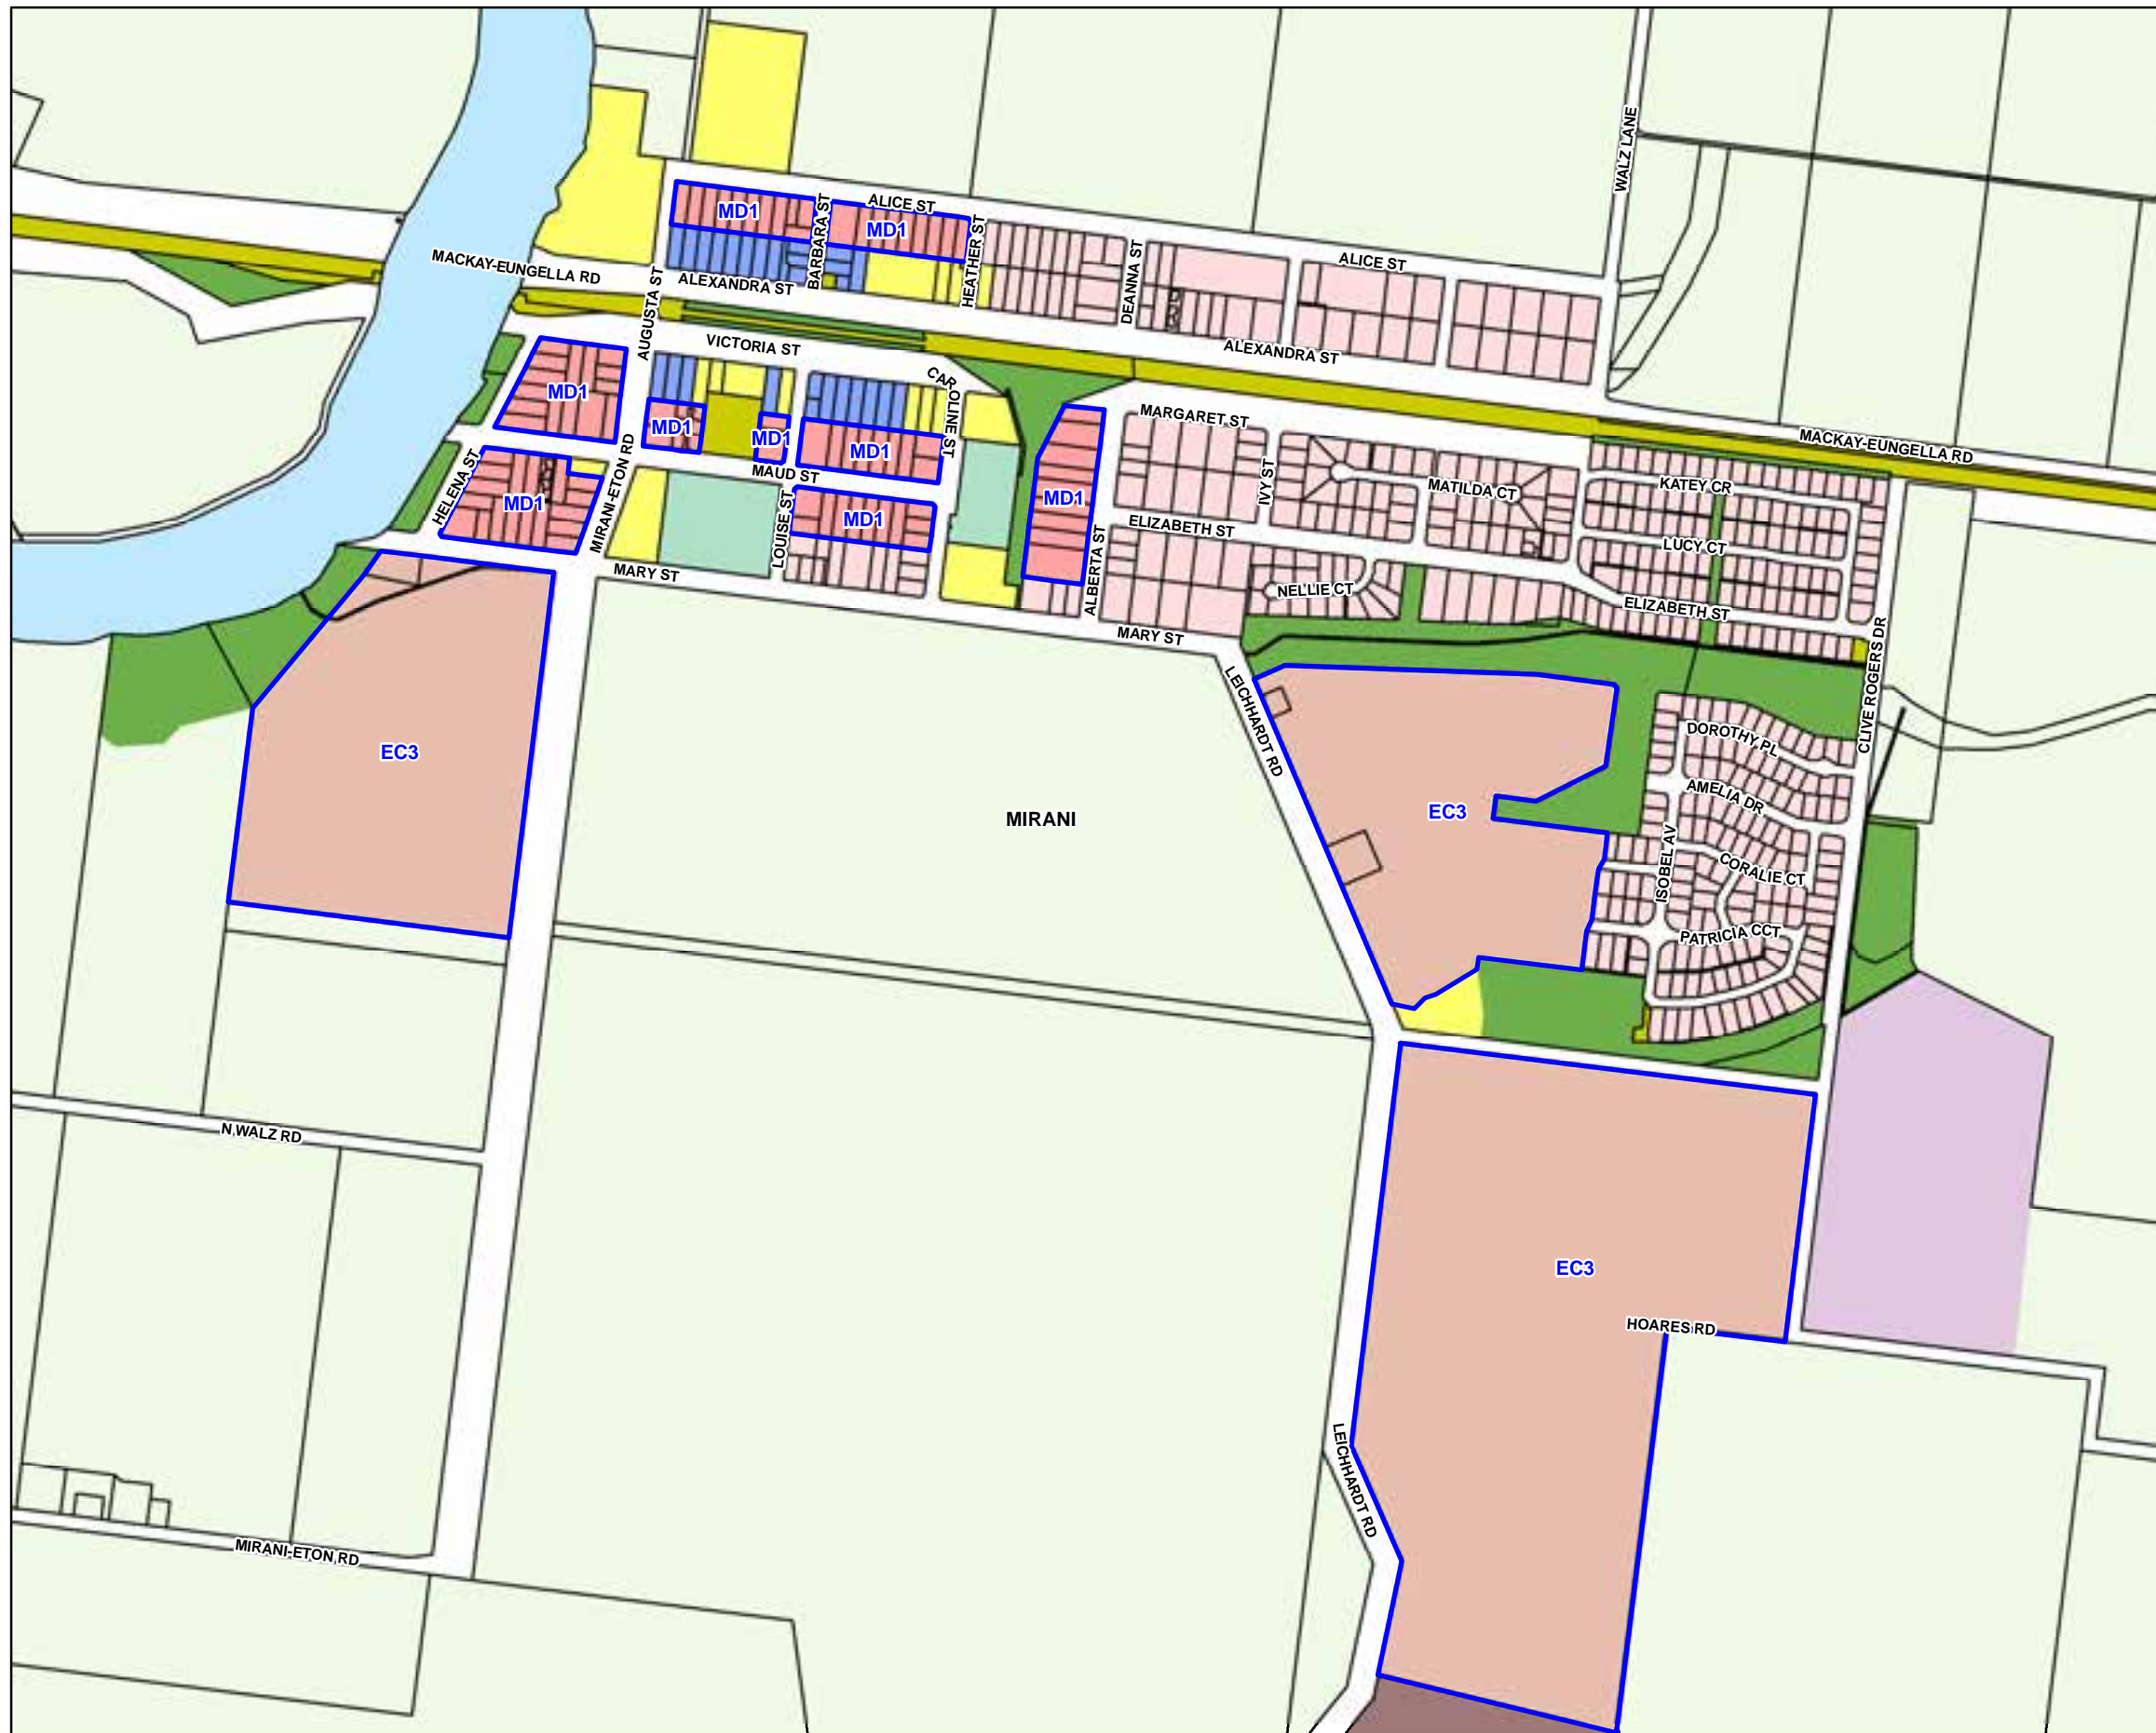 WALZ LANE
MD1
BARBARA ST
ALICE ST
MD1
HEATHER ST
DEANNA ST
ALICE ST
MACKAY-EUNGELLA RD
ALEXANDRA ST
AUGUSTA ST
VICTORIA ST
ALEXANDRA ST
CAROLINE ST
MD1
MD1
MD1
MD1
MARGARET ST
MACKAY-EUNGELLA RD
HELENA ST
MD1
MIRANI-ETON RD
MAUD ST
LOUISE ST
MD1
MD1
ALBERTA ST
IVY ST
MATILDA CT
KATEY CR
ELIZABETH ST
LUCY CT
MARY ST
NELLIE CT
ELIZABETH ST
MARY ST
CLIVE ROGERS DR
LEICHHARDT RD
DOROTHY PL
EC3
AMELIA DR
MIRANI
EC3
ISOBEL AV
CORALIE CT
PATRICIA CCT
N.WALZ RD
EC3
HOARES RD
LEICHHARDT RD
MIRANI-ETON RD